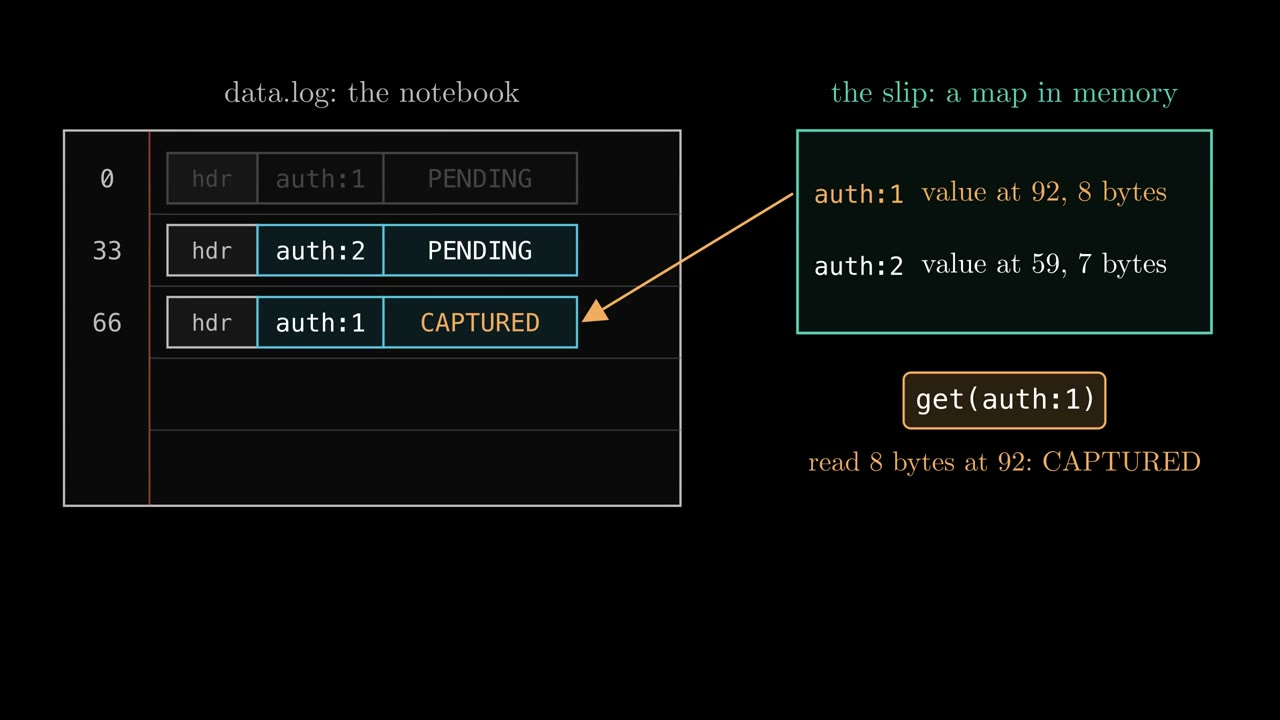 data.log: the notebook
0 hdr auth:1 PENDING
33 hdr auth:2 PENDING
66 hdr auth:1 CAPTURED
the slip: a map in memory
auth:1 value at 92, 8 bytes
auth:2 value at 59, 7 bytes
get(auth:1)
read 8 bytes at 92: CAPTURED